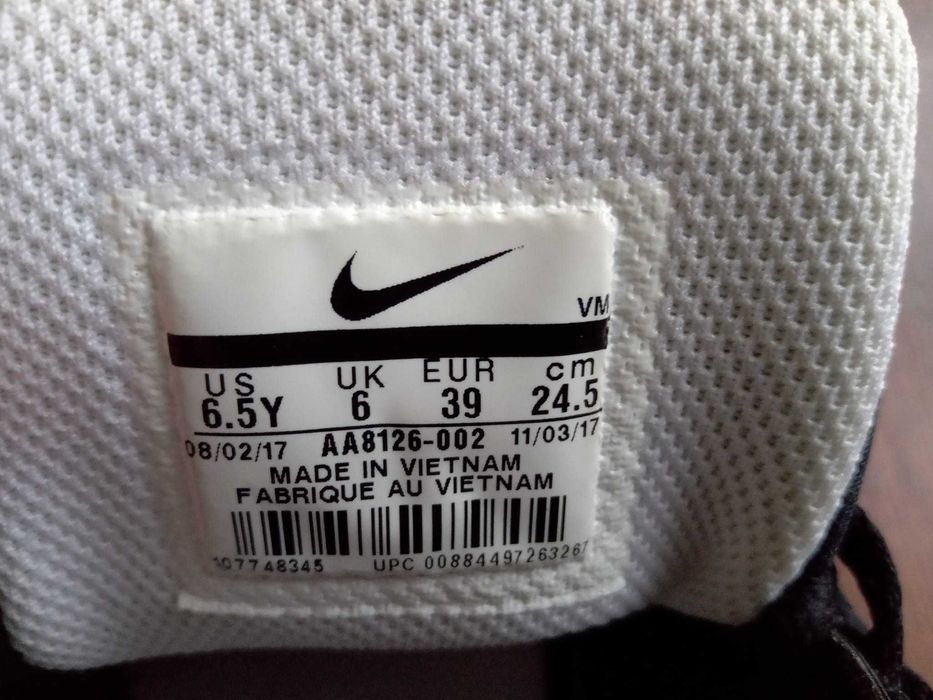 VM
US UK EUR cm
6.5Y 6 39 24.5
08/02/17 AA8126-002 11/03/17
MADE IN VIETNAM
FABRIQUE AU VIETNAM
UPC 00884497263267